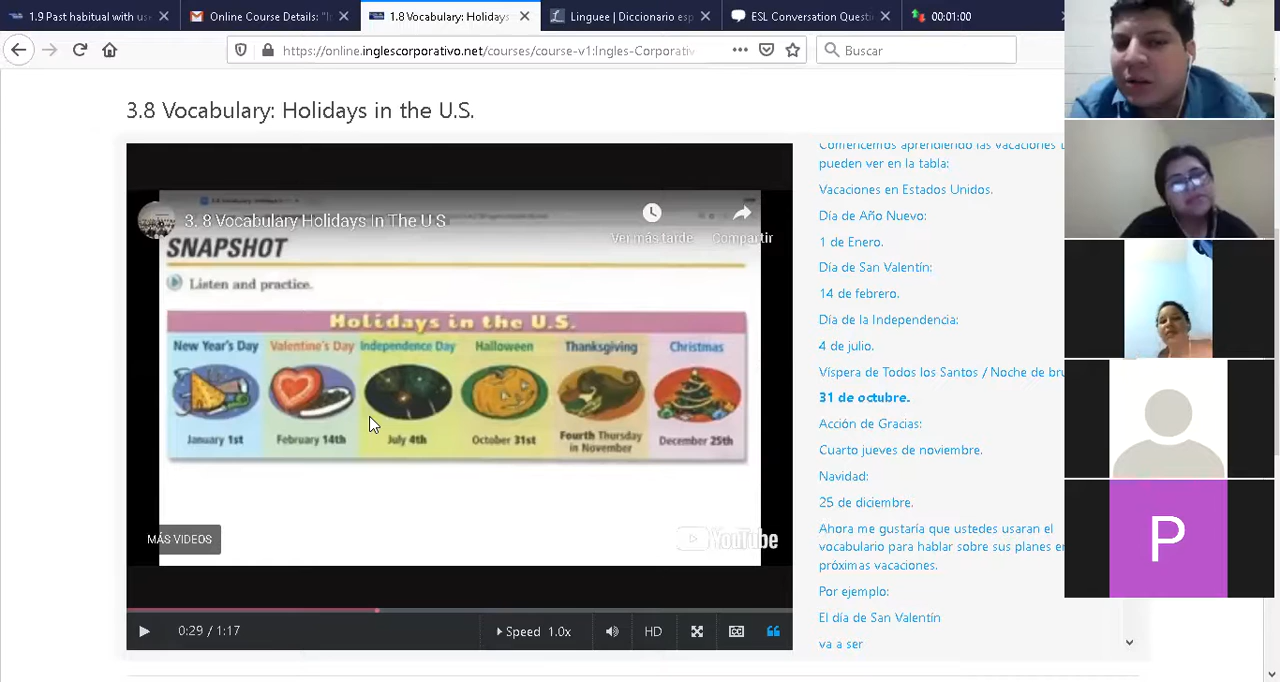 1.9 Past habitual with us
Online Course Details: "I
1.8 Vocabulary: Holidays
Linguee | Diccionario esp
ESL Conversation Questi
00:01:00
https://online.inglescorporativo.net/courses/course-v1:Ingles-Corporativ
Buscar
3.8 Vocabulary: Holidays in the U.S.
3. 8 Vocabulary Holidays In The U S
Ver más tarde
Compartir
SNAPSHOT
Listen and practice.
Holidays in the U.S.
New Year's Day
Valentine's Day
Independence Day
Halloween
Thanksgiving
Christmas
January 1st
February 14th
July 4th
October 31st
Fourth Thursday
in November
December 25th
MÁS VIDEOS
YouTube
0:29 / 1:17
Speed 1.0x
HD
Comencemos aprendiendo las vacaciones
pueden ver en la tabla:
Vacaciones en Estados Unidos.
Día de Año Nuevo:
1 de Enero.
Día de San Valentín:
14 de febrero.
Día de la Independencia:
4 de julio.
Víspera de Todos los Santos / Noche de bru
31 de octubre.
Acción de Gracias:
Cuarto jueves de noviembre.
Navidad:
25 de diciembre.
Ahora me gustaría que ustedes usaran el
vocabulario para hablar sobre sus planes en
próximas vacaciones.
Por ejemplo:
El día de San Valentín
va a ser
P